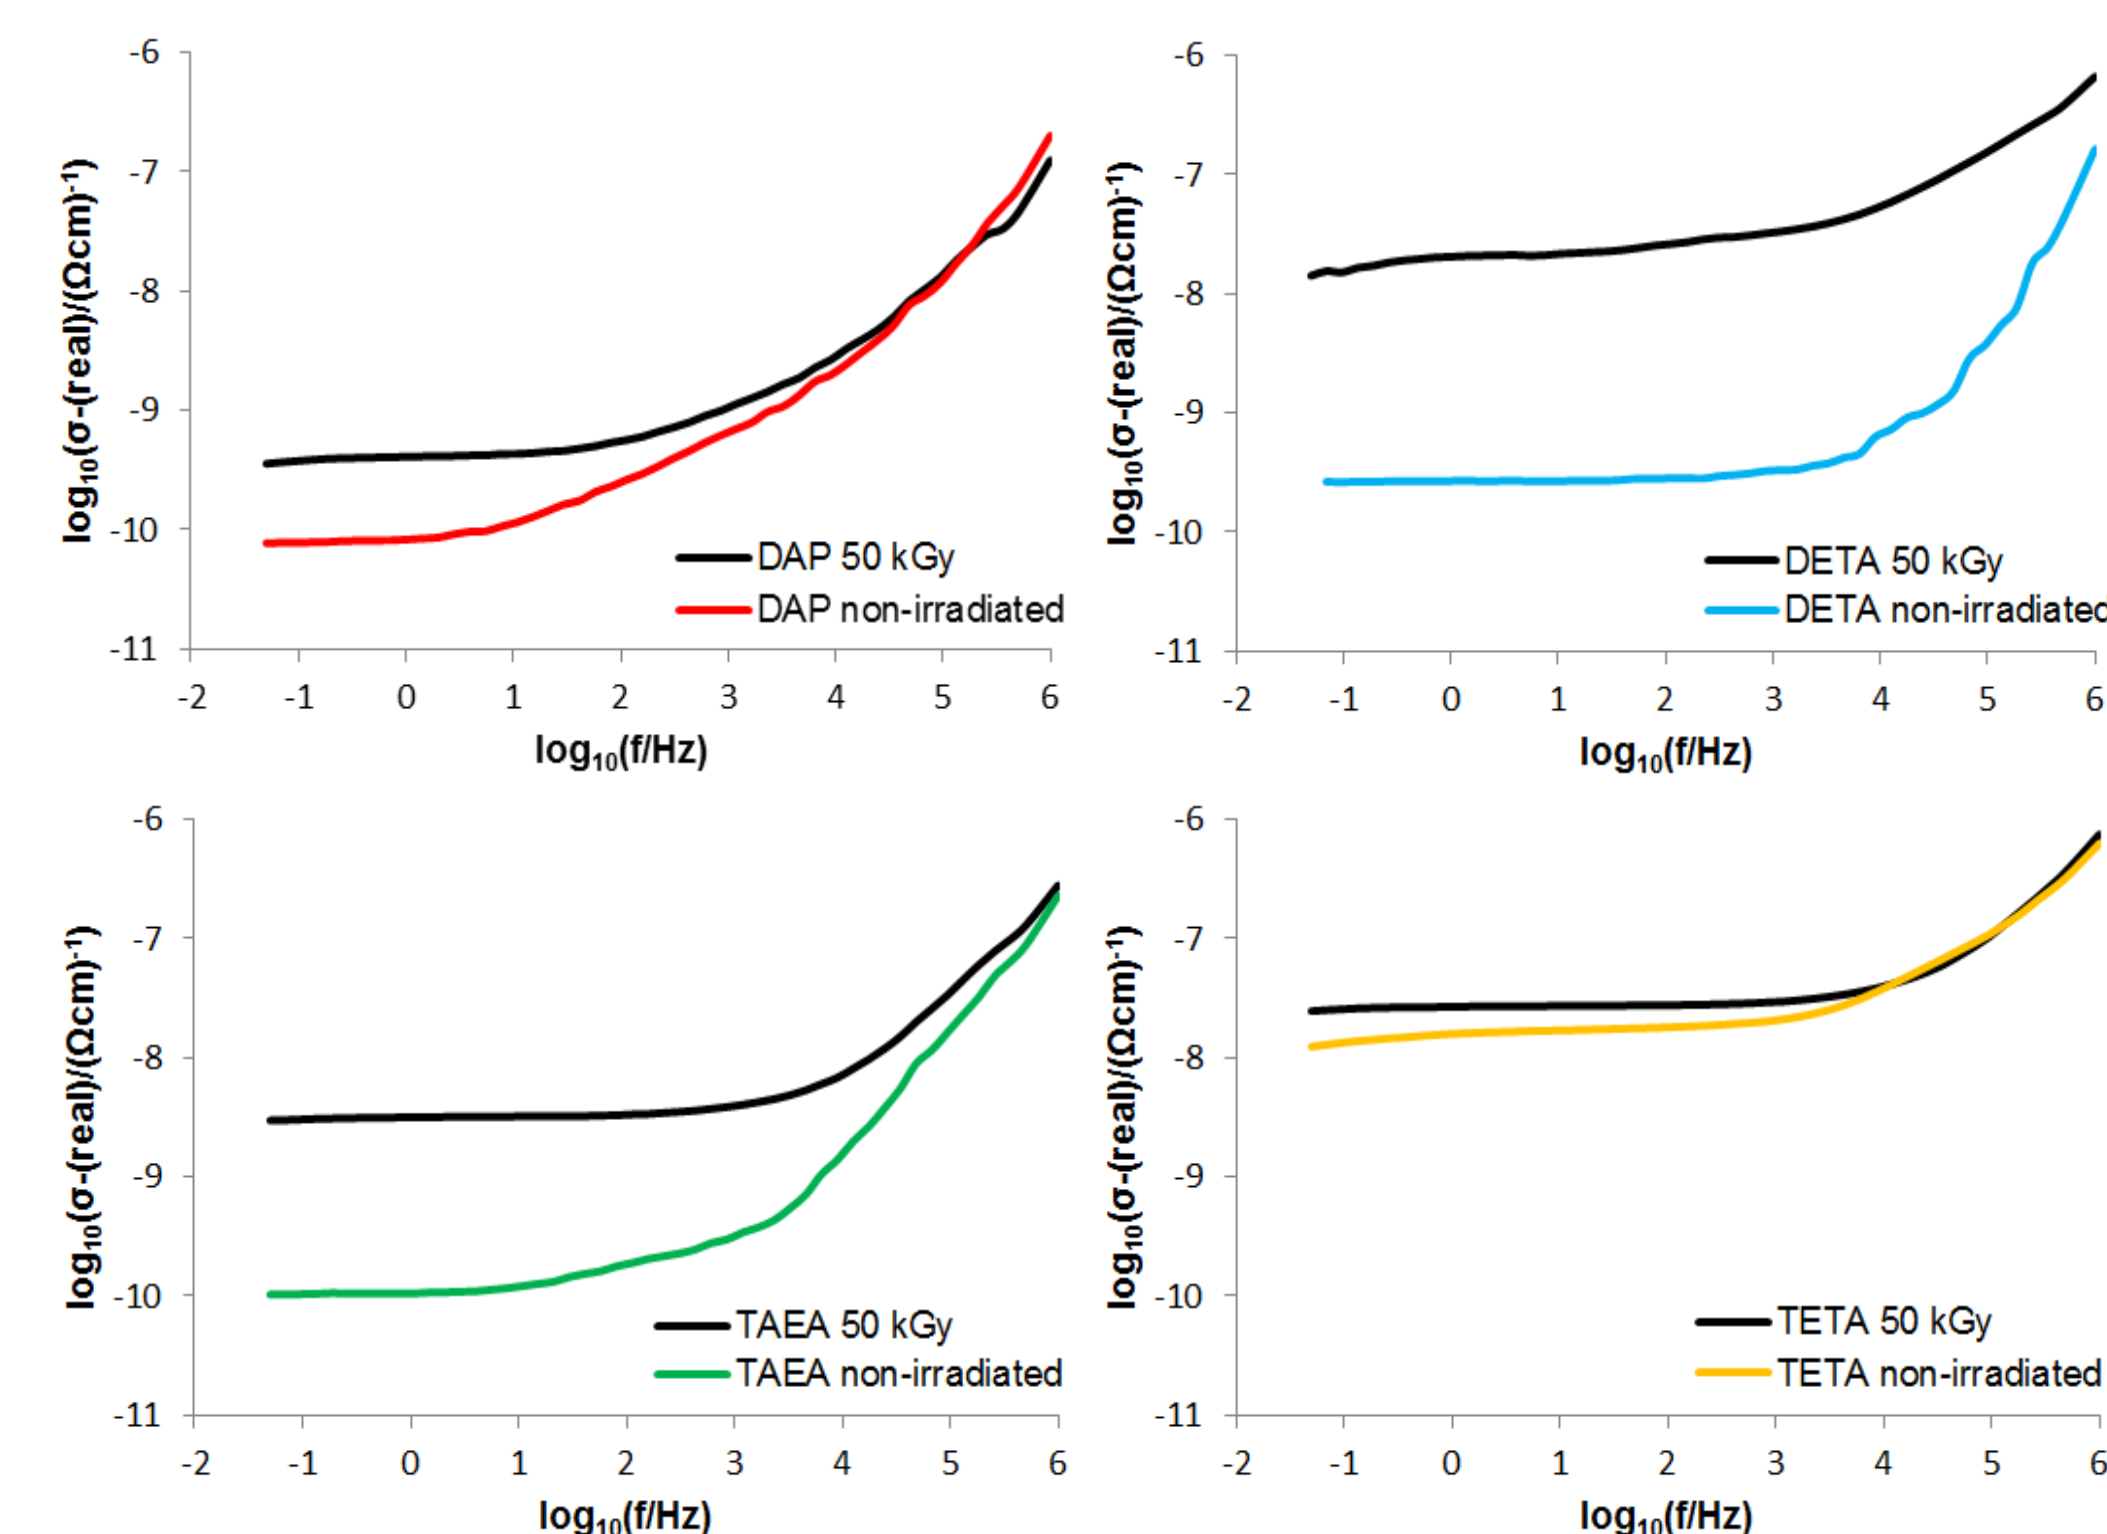 -6
-7
-8
-9
-10
-11
-2 -1 0 1 2 3 4 5 6
log₁₀(σ-(real)/(Ωcm)⁻¹)
log₁₀(f/Hz)
DAP 50 kGy
DAP non-irradiated
-6
-7
-8
-9
-10
-11
-2 -1 0 1 2 3 4 5 6
log₁₀(σ-(real)/(Ωcm)⁻¹)
log₁₀(f/Hz)
DETA 50 kGy
DETA non-irradiated
-6
-7
-8
-9
-10
-11
-2 -1 0 1 2 3 4 5 6
log₁₀(σ-(real)/(Ωcm)⁻¹)
log₁₀(f/Hz)
TAEA 50 kGy
TAEA non-irradiated
-6
-7
-8
-9
-10
-11
-2 -1 0 1 2 3 4 5 6
log₁₀(σ-(real)/(Ωcm)⁻¹)
log₁₀(f/Hz)
TETA 50 kGy
TETA non-irradiated